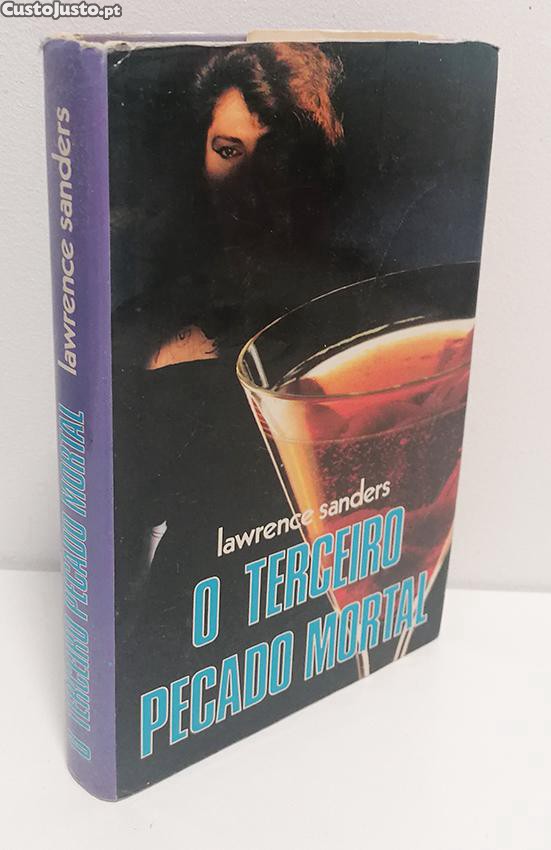 CustoJusto.pt
lawrence sanders
O TERCEIRO
PECADO MORTAL
O TERCEIRO PECADO MORTAL lawrence sanders